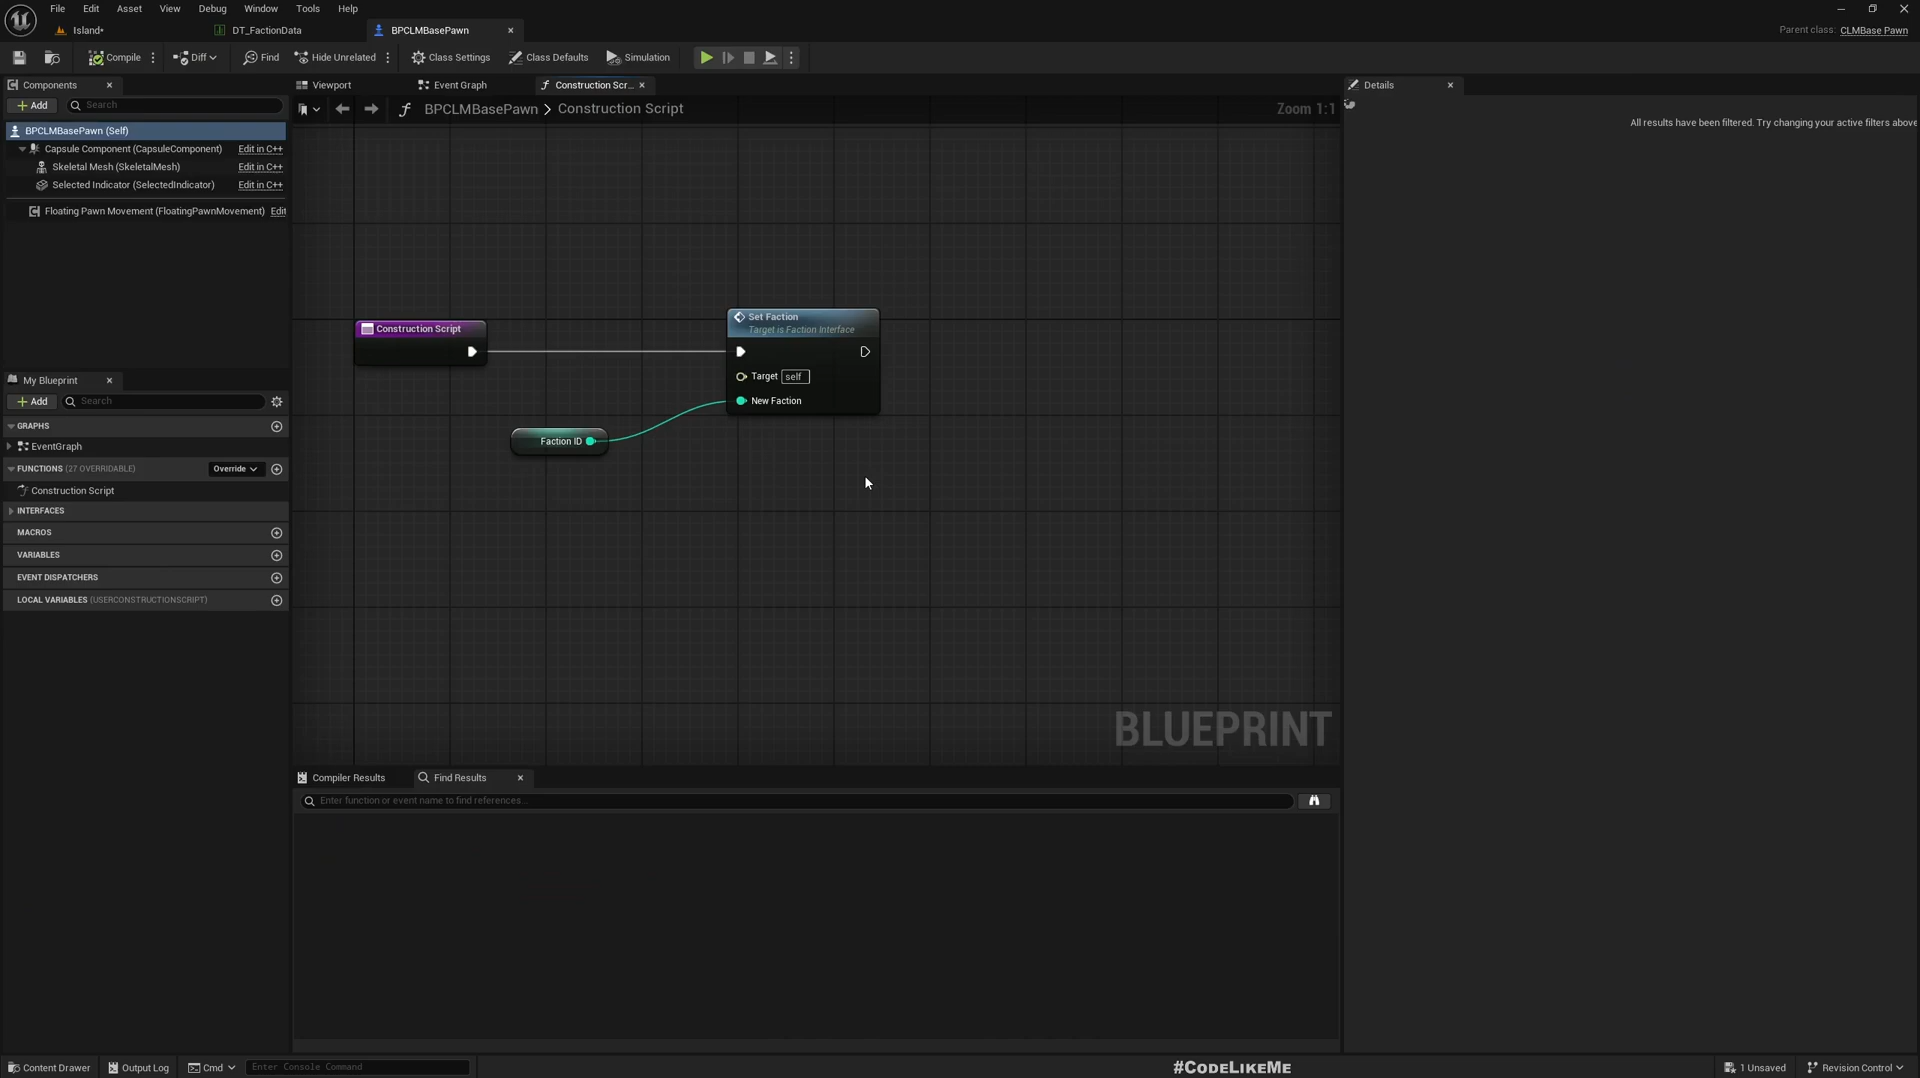 File Edit Asset View Debug Window Tools Help
Island•
DT_FactionData
BPCLMBasePawn
Parent class: CLMBase Pawn
Compile
Diff
Find
Hide Unrelated
Class Settings
Class Defaults
Simulation
Components
Viewport
Event Graph
Construction Scr...
Details
Add
Search
BPCLMBasePawn > Construction Script
Zoom 1:1
All results have been filtered. Try changing your active filters above
BPCLMBasePawn (Self)
Capsule Component (CapsuleComponent) Edit in C++
Skeletal Mesh (SkeletalMesh) Edit in C++
Selected Indicator (SelectedIndicator) Edit in C++
Floating Pawn Movement (FloatingPawnMovement) Edit
Construction Script
Set Faction
Target is Faction Interface
Target self
New Faction
Faction ID
My Blueprint
Add
Search
GRAPHS
EventGraph
FUNCTIONS (27 OVERRIDABLE) Override
Construction Script
INTERFACES
MACROS
VARIABLES
EVENT DISPATCHERS
LOCAL VARIABLES (USERCONSTRUCTIONSCRIPT)
BLUEPRINT
Compiler Results
Find Results
Enter function or event name to find references...
Content Drawer
Output Log
Cmd
Enter Console Command
#CODELIKEME
1 Unsaved
Revision Control